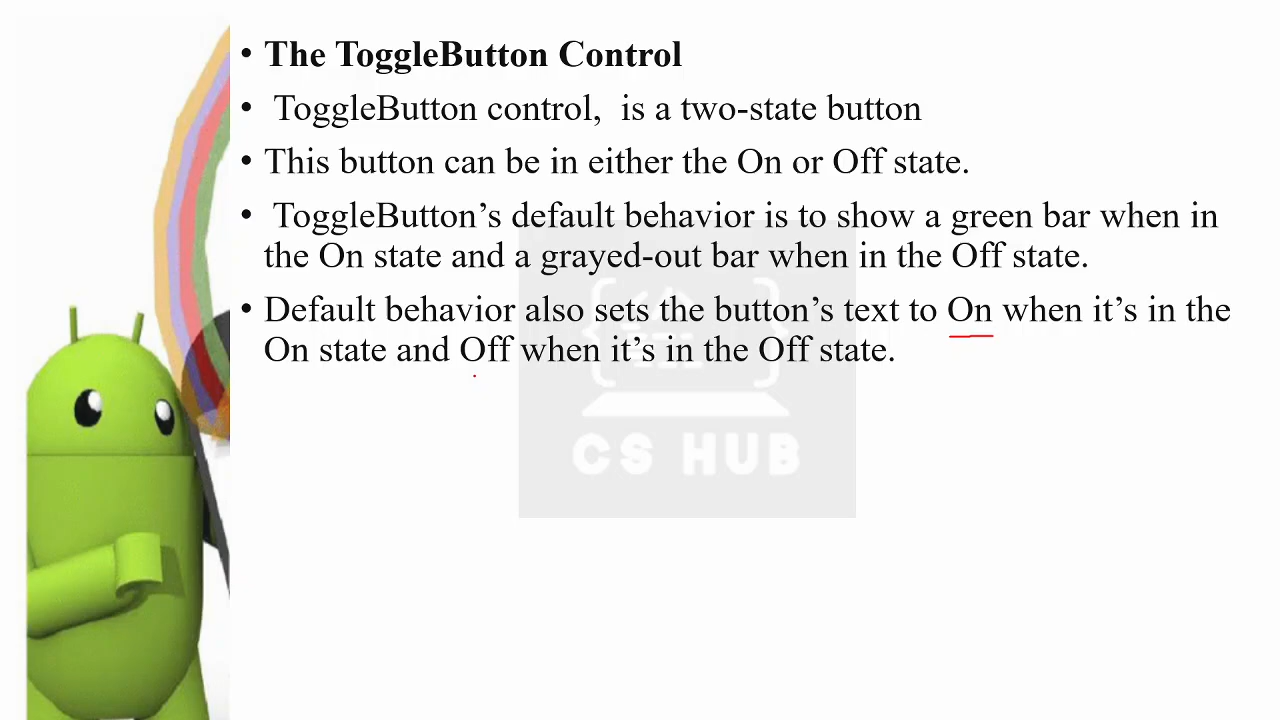 • The ToggleButton Control
• ToggleButton control, is a two-state button
• This button can be in either the On or Off state.
• ToggleButton’s default behavior is to show a green bar when in
the On state and a grayed-out bar when in the Off state.
• Default behavior also sets the button’s text to On when it’s in the
On state and Off when it’s in the Off state.
CS HUB